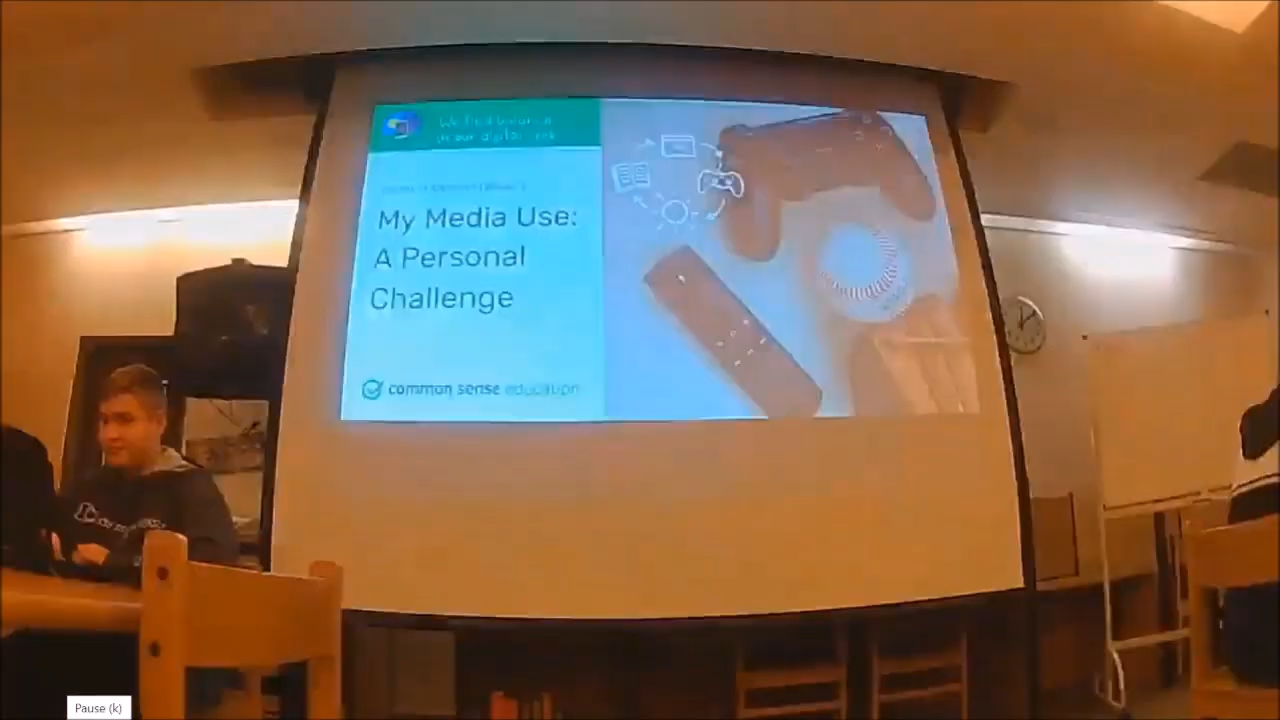 My Media Use:
A Personal
Challenge
common sense education
Pause (k)